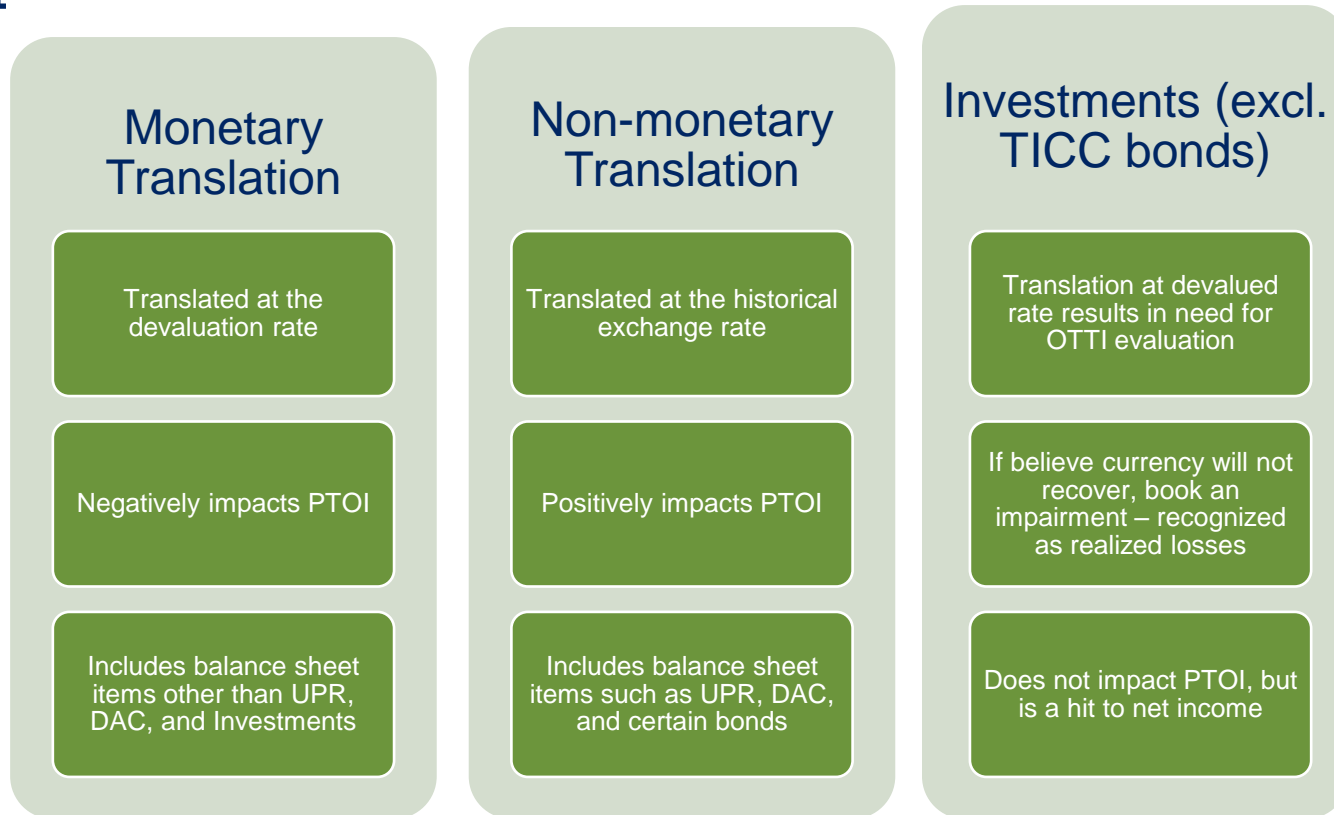 Monetary
Translation
Translated at the
devaluation rate
Negatively impacts PTOI
Includes balance sheet
items other than UPR,
DAC, and Investments
Non-monetary
Translation
Translated at the historical
exchange rate
Positively impacts PTOI
Includes balance sheet
items such as UPR, DAC,
and certain bonds
Investments (excl.
TICC bonds)
Translation at devalued
rate results in need for
OTTI evaluation
If believe currency will not
recover, book an
impairment – recognized
as realized losses
Does not impact PTOI, but
is a hit to net income